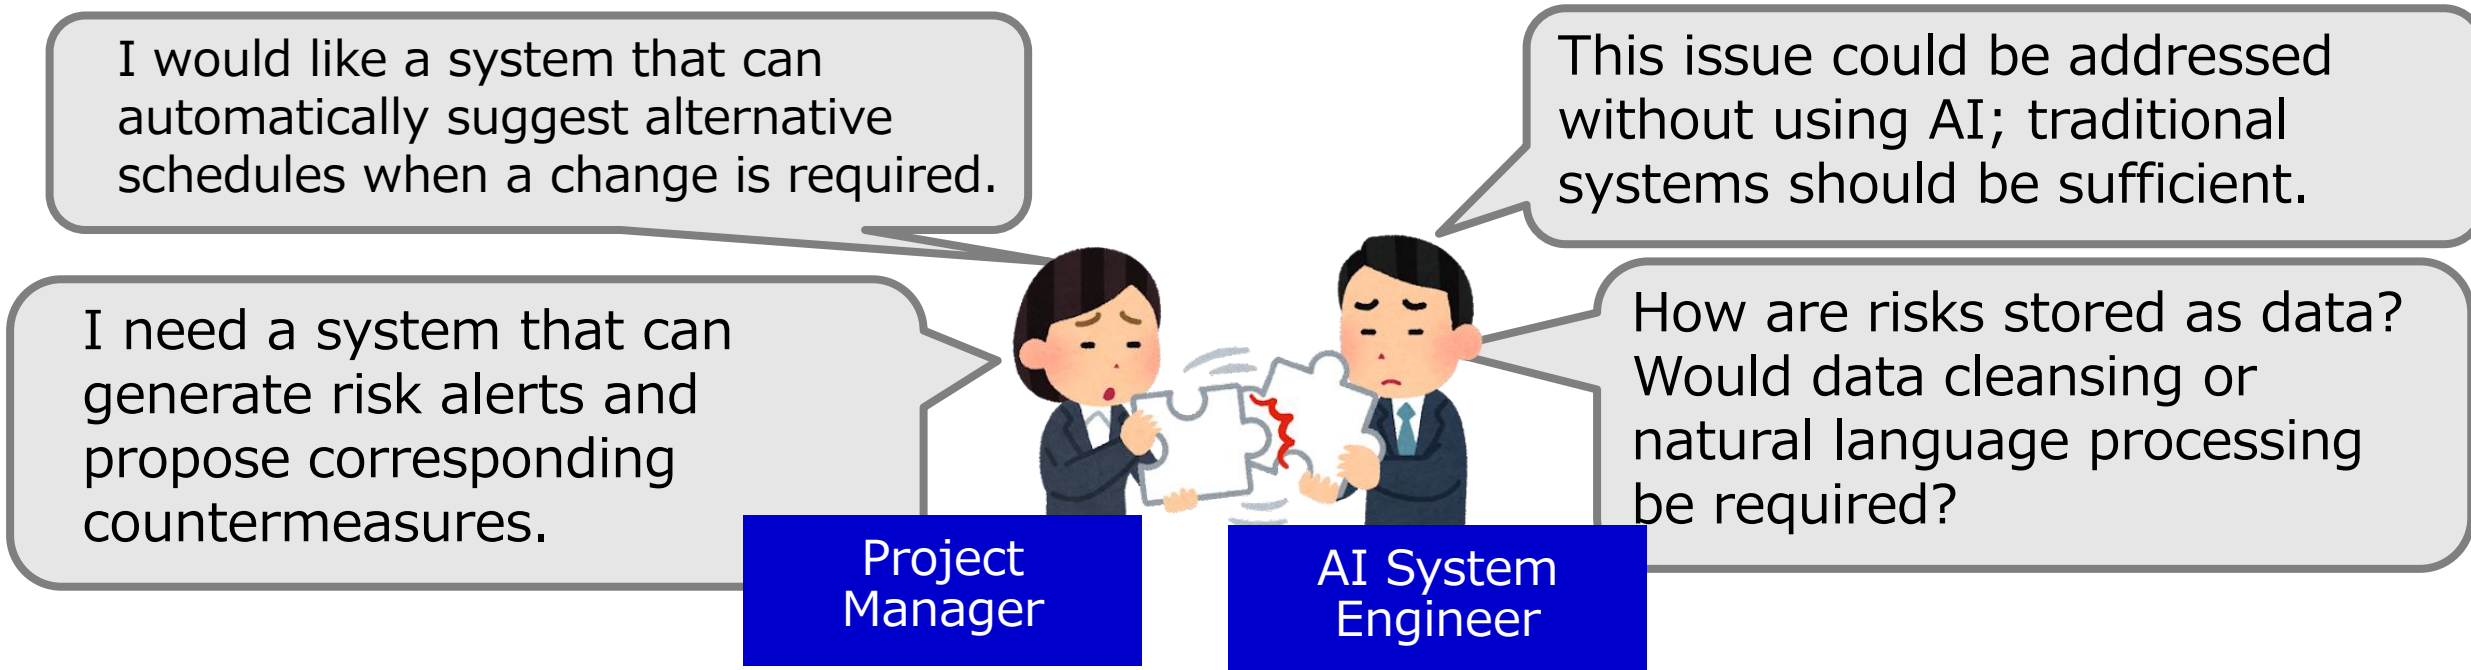 I would like a system that can
automatically suggest alternative
schedules when a change is required.
I need a system that can
generate risk alerts and
propose corresponding
countermeasures.
This issue could be addressed
without using AI; traditional
systems should be sufficient.
How are risks stored as data?
Would data cleansing or
natural language processing
be required?
Project
Manager
AI System
Engineer